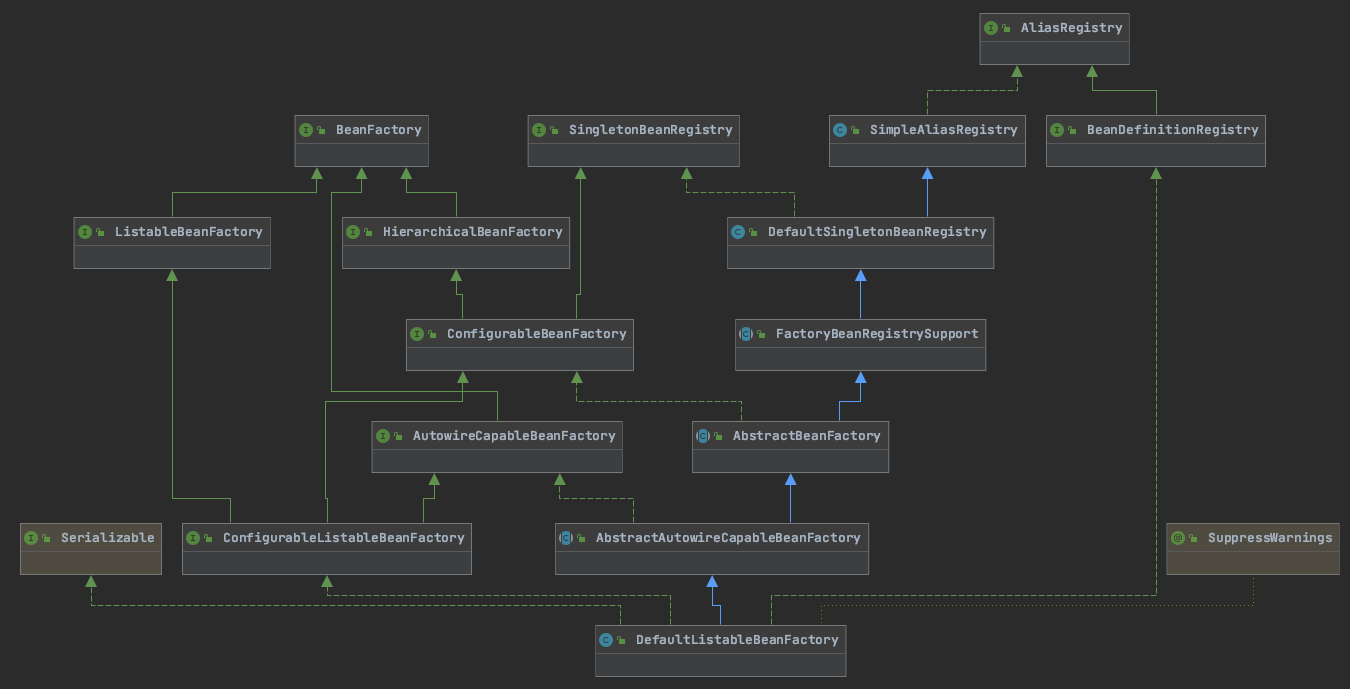 AliasRegistry
BeanFactory
SingletonBeanRegistry
SimpleAliasRegistry
BeanDefinitionRegistry
ListableBeanFactory
HierarchicalBeanFactory
DefaultSingletonBeanRegistry
ConfigurableBeanFactory
FactoryBeanRegistrySupport
AutowireCapableBeanFactory
AbstractBeanFactory
Serializable
ConfigurableListableBeanFactory
AbstractAutowireCapableBeanFactory
SuppressWarnings
DefaultListableBeanFactory